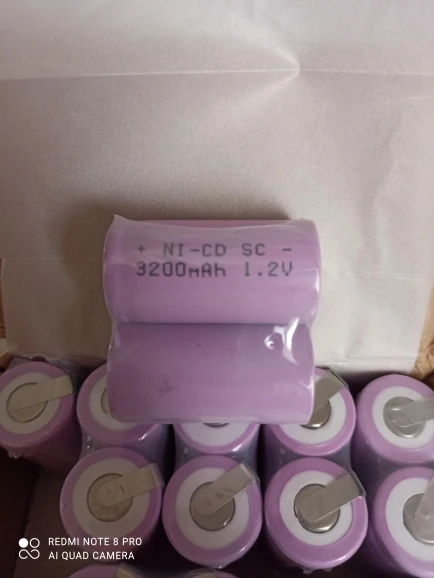 + NI-CD SC -
3200mAh 1.2V
REDMI NOTE 8 PRO
AI QUAD CAMERA